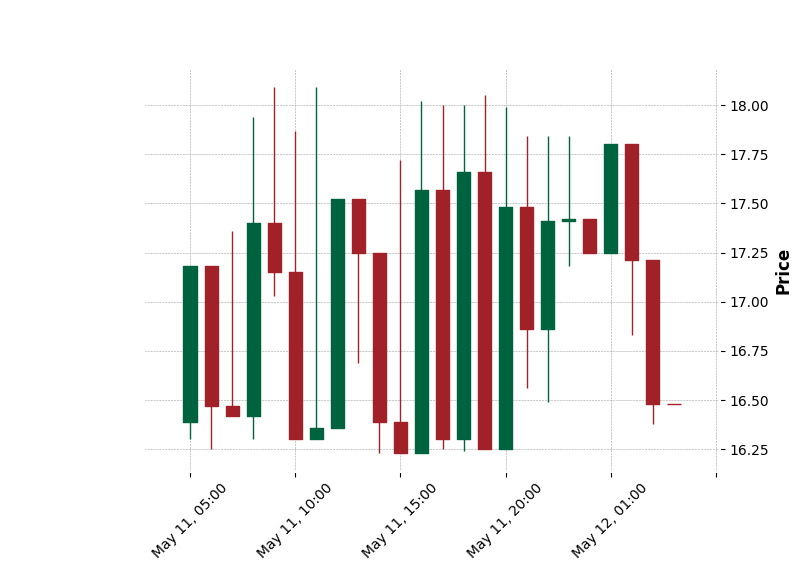 18.00
17.75
17.50
17.25
17.00
16.75
16.50
16.25
Price
May 11, 05:00
May 11, 10:00
May 11, 15:00
May 11, 20:00
May 12, 01:00